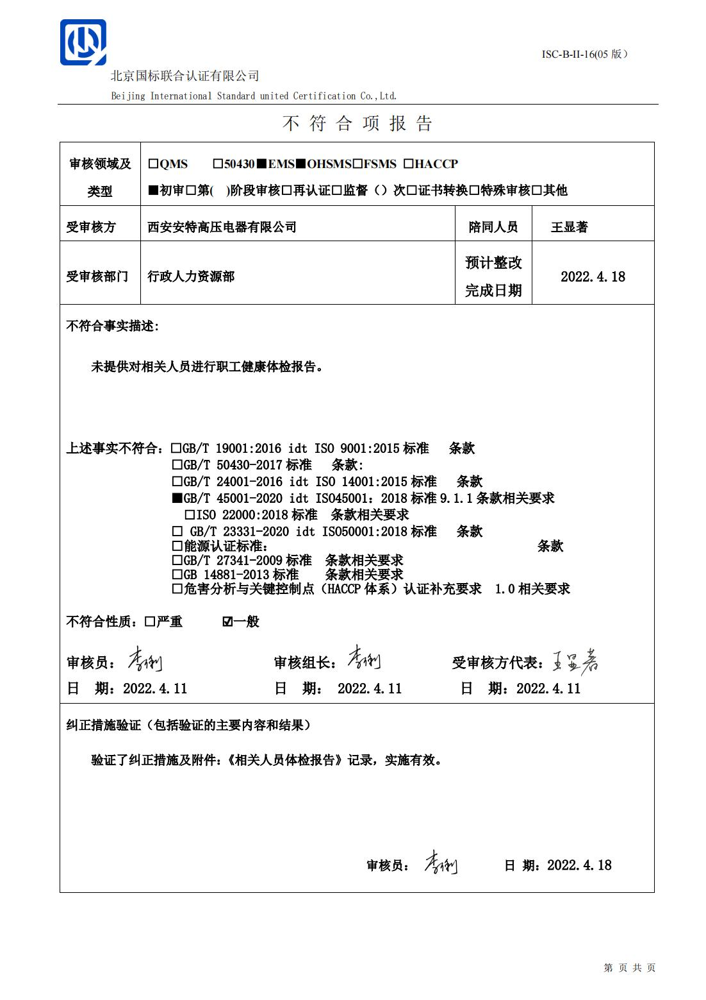 ISC-B-II-16(05 版）
北京国标联合认证有限公司
Beijing International Standard united Certification Co.,Ltd.
不 符 合 项 报 告
审核领域及
类型
□QMS □50430■EMS■OHSMS□FSMS □HACCP
■初审□第( )阶段审核□再认证□监督（）次□证书转换□特殊审核□其他
受审核方 西安安特高压电器有限公司 陪同人员 王显著
受审核部门 行政人力资源部 预计整改
完成日期 2022.4.18
不符合事实描述:
未提供对相关人员进行职工健康体检报告。
上述事实不符合：□GB/T 19001:2016 idt ISO 9001:2015 标准 条款
□GB/T 50430-2017 标准 条款:
□GB/T 24001-2016 idt ISO 14001:2015 标准 条款
■GB/T 45001-2020 idt ISO45001：2018 标准 9.1.1 条款相关要求
□ISO 22000:2018 标准 条款相关要求
□ GB/T 23331-2020 idt ISO50001:2018 标准 条款
□能源认证标准： 条款
□GB/T 27341-2009 标准 条款相关要求
□GB 14881-2013 标准 条款相关要求
□危害分析与关键控制点（HACCP 体系）认证补充要求 1.0 相关要求
不符合性质：□严重 ☑一般
审核员： 李俐 审核组长： 李俐 受审核方代表：王显著
日 期：2022.4.11 日 期： 2022.4.11 日 期：2022.4.11
纠正措施验证（包括验证的主要内容和结果）
验证了纠正措施及附件：《相关人员体检报告》记录，实施有效。
审核员： 李俐 日 期：2022.4.18
第 页 共 页